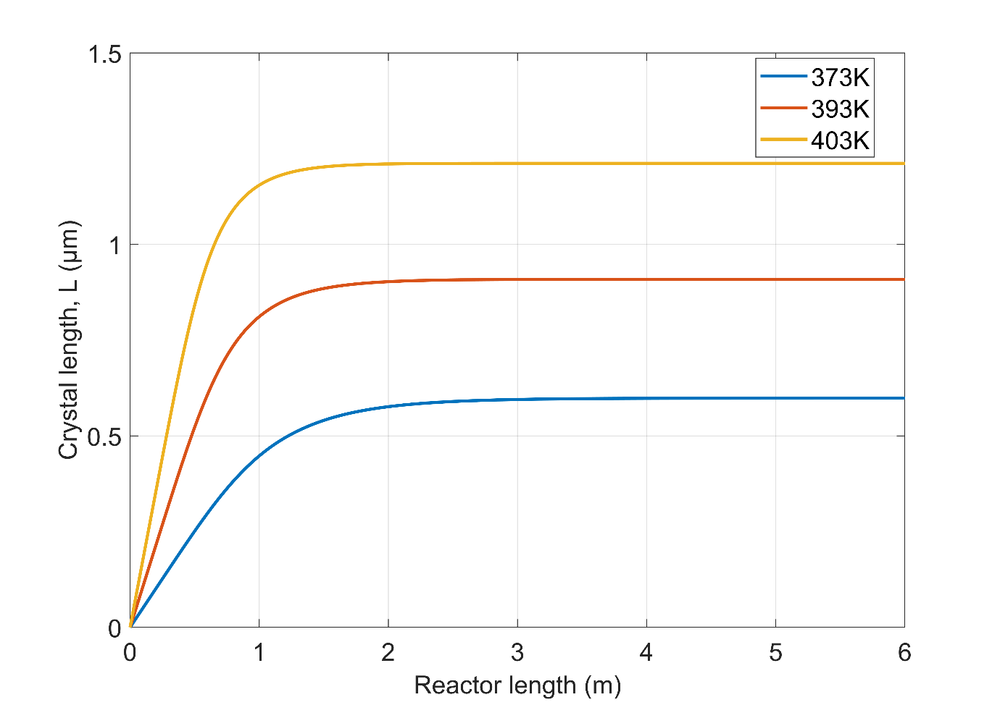 1.5
1
0.5
0
0 1 2 3 4 5 6
Crystal length, L (μm)
Reactor length (m)
373K
393K
403K